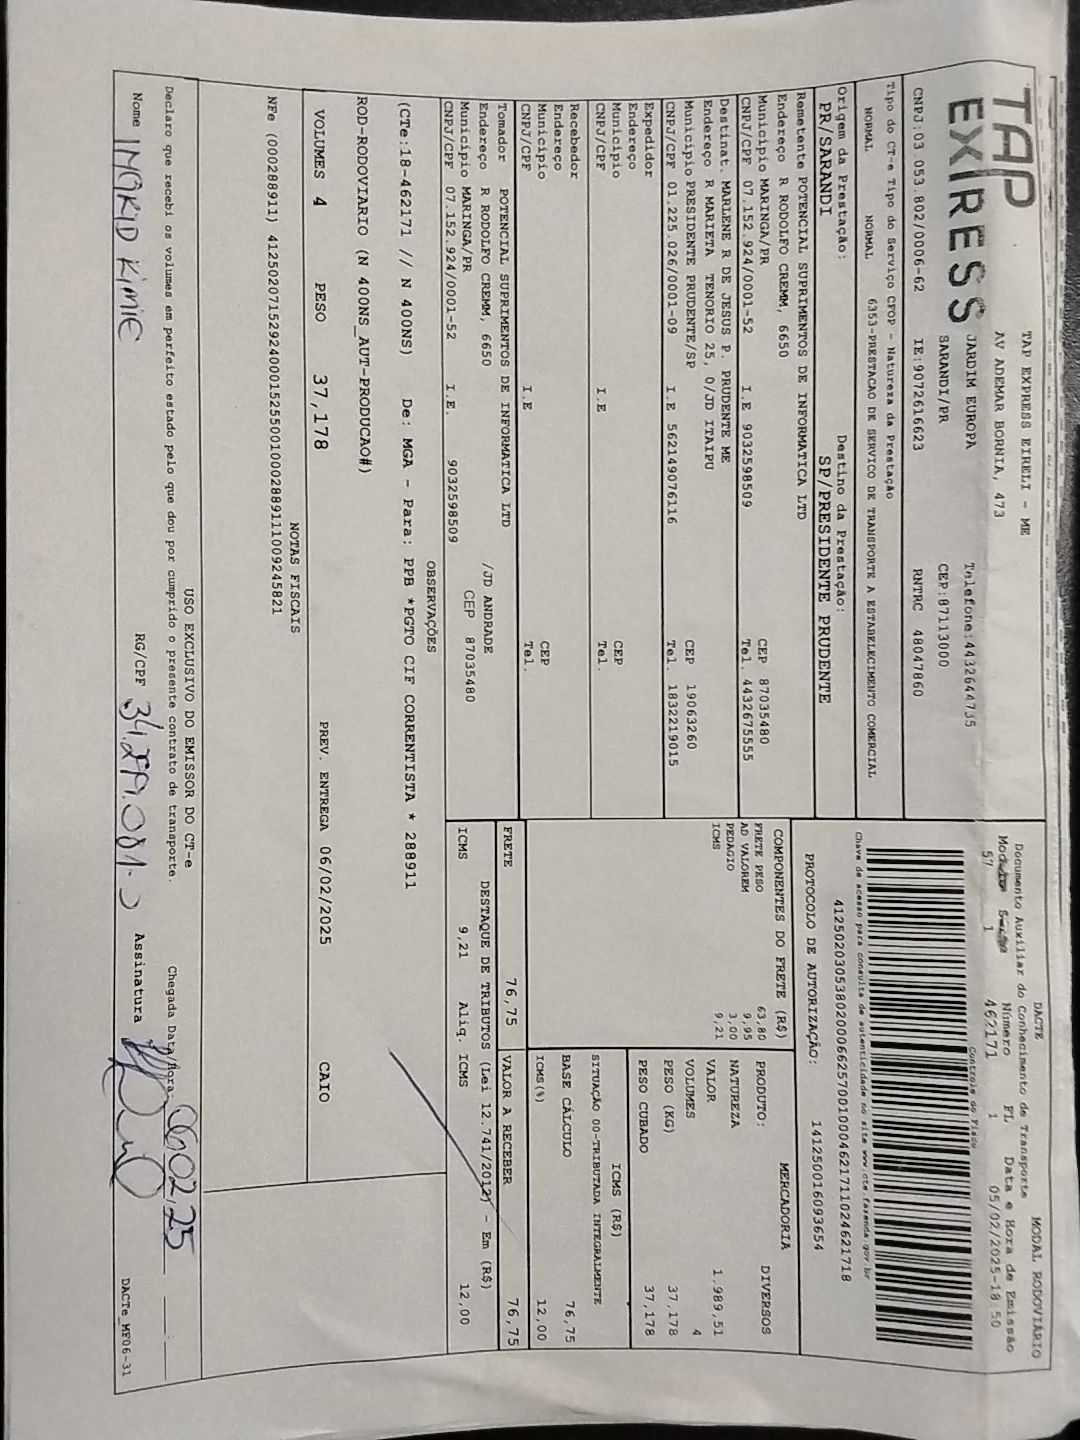 TAP EXPRESS
TAP EXPRESS EIRELI - ME
AV ADEMAR BORNIA, 473
JARDIM EUROPA Telefone:4432644735
SARANDI/PR CEP:87113000
CNPJ:03.053.802/0006-62 IE:9072616623 RNTRC 48047860
Tipo do CT-e Tipo do Serviço CFOP - Natureza da Prestação
NORMAL NORMAL 6353-PRESTACAO DE SERVICO DE TRANSPORTE A ESTABELECIMENTO COMERCIAL
Origem da Prestação: Destino da Prestação:
PR/SARANDI SP/PRESIDENTE PRUDENTE
Remetente POTENCIAL SUPRIMENTOS DE INFORMATICA LTD
Endereço R RODOLFO CREMM, 6650
Município MARINGA/PR CEP 87035480
CNPJ/CPF 07.152.924/0001-52 I.E 9032598509 Tel. 4432675555
Destinat. MARLENE R DE JESUS P. PRUDENTE ME
Endereço R MARIETA TENORIO 25, 0/JD ITAIPU
Município PRESIDENTE PRUDENTE/SP CEP 19063260
CNPJ/CPF 01.225.026/0001-09 I.E 562149076116 Tel. 1832219015
Expedidor
Endereço
Município CEP
CNPJ/CPF I.E Tel.
Recebedor
Endereço
Município CEP
CNPJ/CPF I.E Tel.
Tomador POTENCIAL SUPRIMENTOS DE INFORMATICA LTD
Endereço R RODOLFO CREMM, 6650 /JD ANDRADE
Município MARINGA/PR CEP 87035480
CNPJ/CPF 07.152.924/0001-52 I.E. 9032598509
DACTE MODAL RODOVIÁRIO
Documento Auxiliar do Conhecimento de Transporte
Modelo Número FL Data e Hora de Emissão
57 1 462171 1 05/02/2025-18:50
Controle do Fisco
Chave de acesso para consulta de autenticidade no site www.cte.fazenda.gov.br
41250203053802000662570010004621711024621718
PROTOCOLO DE AUTORIZAÇÃO: 141250016093654
COMPONENTES DO FRETE (R$)
FRETE PESO 63,80
AD VALOREM 9,95
PEDAGIO 3,00
ICMS 9,21
MERCADORIA
PRODUTO: DIVERSOS
NATUREZA
VALOR 1.989,51
VOLUMES 4
PESO (KG) 37,178
PESO CUBADO 37,178
ICMS (R$)
SITUAÇÃO 00-TRIBUTADA INTEGRALMENTE
BASE CÁLCULO 76,75
ICMS(%) 12,00
FRETE 76,75 VALOR A RECEBER 76,75
DESTAQUE DE TRIBUTOS (Lei 12.741/2012) - Em (R$)
ICMS 9,21 Aliq. ICMS 12,00
OBSERVAÇÕES
(CTe:18-462171 // N 400NS) De: MGA - Para: PPB *PGTO CIF CORRENTISTA * 288911
ROD-RODOVIARIO (N 400NS_AUT-PRODUCAO#)
VOLUMES 4 PESO 37,178 PREV. ENTREGA 06/02/2025 CAIO
NOTAS FISCAIS
NFe (000288911) 41250207152924000152550010002889111009245821
USO EXCLUSIVO DO EMISSOR DO CT-e
Declaro que recebi os volumes em perfeito estado pelo que dou por cumprido o presente contrato de transporte. Chegada Data/Hora: 06.02.25
Nome INGRID KIMIE RG/CPF Assinatura
DACTe_MF06-31